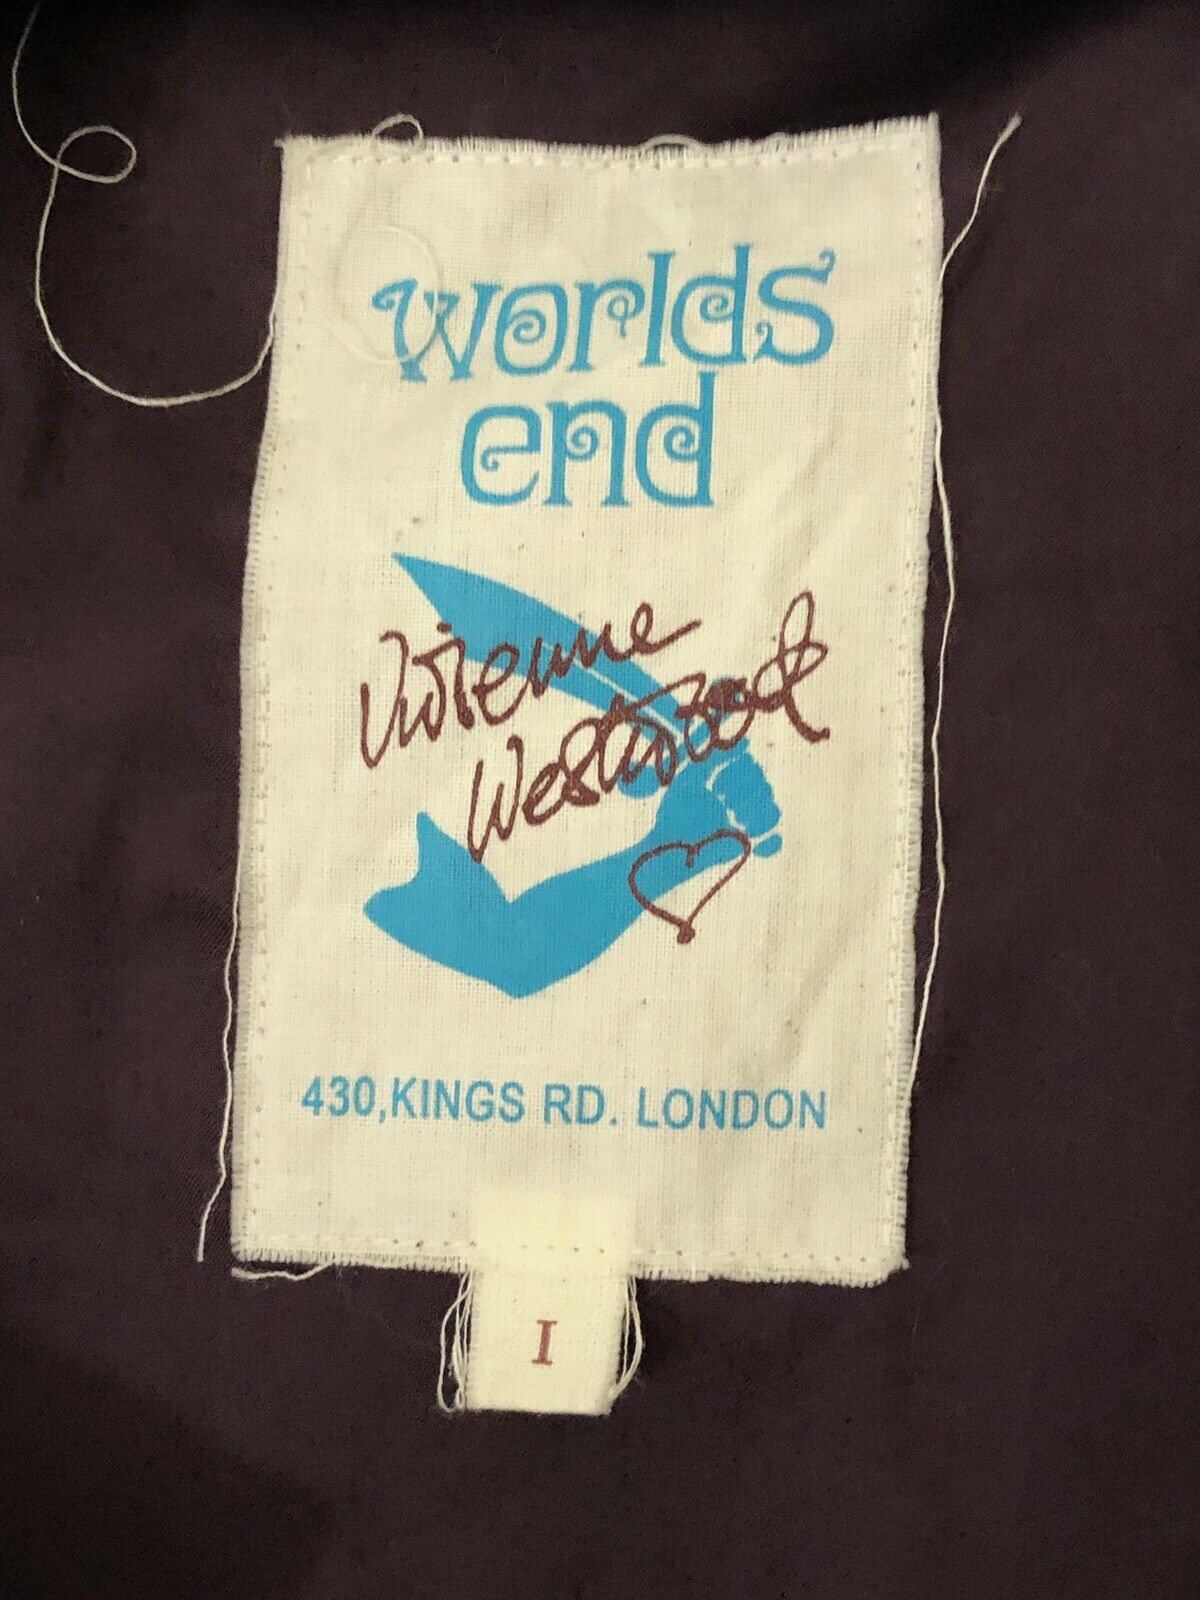 worlds
end
Vivienne
Westwood
430,KINGS RD. LONDON
I